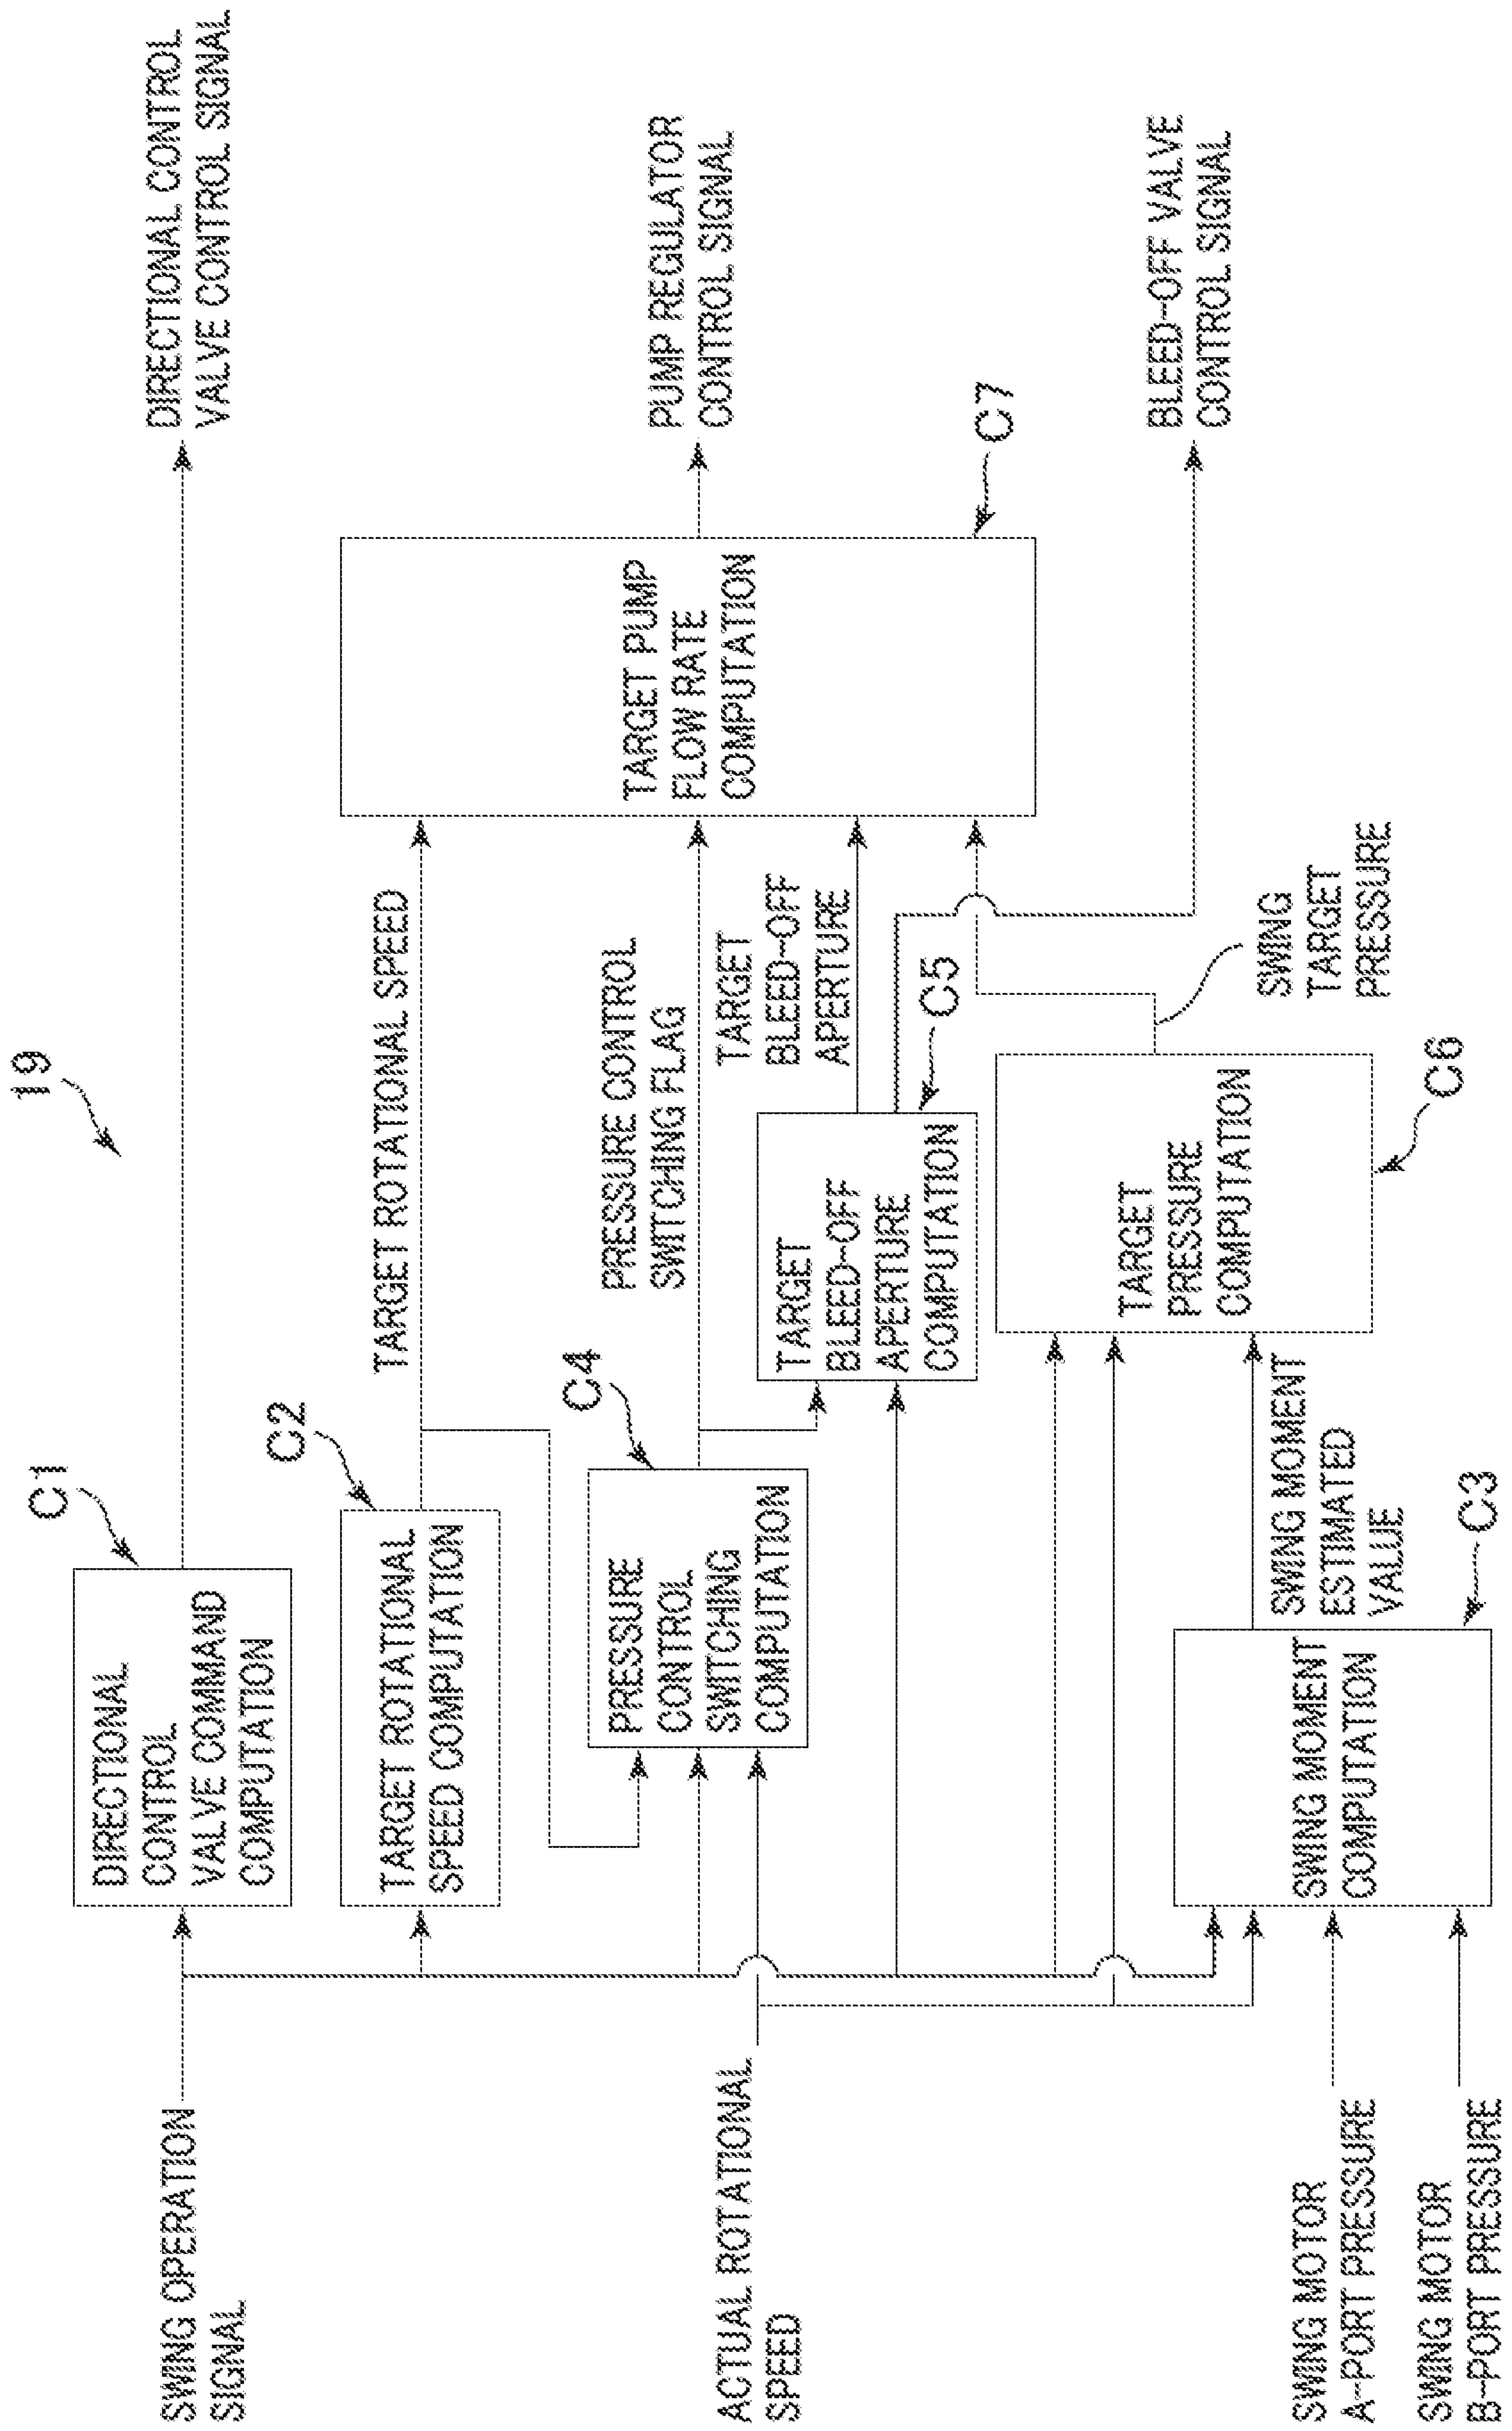 19
SWING OPERATION
SIGNAL
C1
DIRECTIONAL
CONTROL
VALVE COMMAND
COMPUTATION
DIRECTIONAL CONTROL
VALVE CONTROL SIGNAL
C2
TARGET ROTATIONAL
SPEED COMPUTATION
TARGET ROTATIONAL SPEED
C4
PRESSURE
CONTROL
SWITCHING
COMPUTATION
PRESSURE CONTROL
SWITCHING FLAG
TARGET PUMP
FLOW RATE
COMPUTATION
C7
PUMP REGULATOR
CONTROL SIGNAL
ACTUAL ROTATIONAL
SPEED
TARGET
BLEED-OFF
APERTURE
C5
TARGET
BLEED-OFF
APERTURE
COMPUTATION
BLEED-OFF VALVE
CONTROL SIGNAL
TARGET
PRESSURE
COMPUTATION
C6
SWING
TARGET
PRESSURE
SWING MOMENT
COMPUTATION
C3
SWING MOMENT
ESTIMATED
VALUE
SWING MOTOR
A-PORT PRESSURE
SWING MOTOR
B-PORT PRESSURE